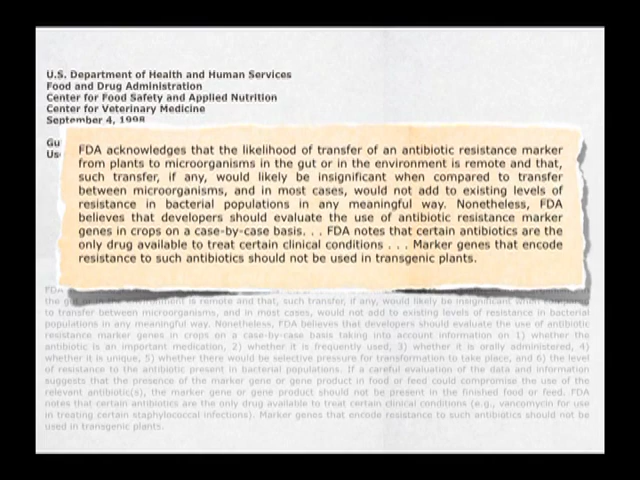 U.S. Department of Health and Human Services
Food and Drug Administration
Center for Food Safety and Applied Nutrition
Center for Veterinary Medicine
September 4, 1998
Gu
Us
FDA acknowledges that the likelihood of transfer of an antibiotic resistance marker
from plants to microorganisms in the gut or in the environment is remote and that,
such transfer, if any, would likely be insignificant when compared to transfer
between microorganisms, and in most cases, would not add to existing levels of
resistance in bacterial populations in any meaningful way. Nonetheless, FDA
believes that developers should evaluate the use of antibiotic resistance marker
genes in crops on a case-by-case basis. . . FDA notes that certain antibiotics are the
only drug available to treat certain clinical conditions . . . Marker genes that encode
resistance to such antibiotics should not be used in transgenic plants.
FDA
the gut or in the environment is remote and that, such transfer, if any, would likely be insignificant when compared
to transfer between microorganisms, and in most cases, would not add to existing levels of resistance in bacterial
populations in any meaningful way. Nonetheless, FDA believes that developers should evaluate the use of antibiotic
resistance marker genes in crops on a case-by-case basis taking into account information on 1) whether the
antibiotic is an important medication, 2) whether it is frequently used, 3) whether it is orally administered, 4)
whether it is unique, 5) whether there would be selective pressure for transformation to take place, and 6) the level
of resistance to the antibiotic present in bacterial populations. If a careful evaluation of the data and information
suggests that the presence of the marker gene or gene product in food or feed could compromise the use of the
relevant antibiotic(s), the marker gene or gene product should not be present in the finished food or feed. FDA
notes that certain antibiotics are the only drug available to treat certain clinical conditions (e.g., vancomycin for use
in treating certain staphylococcal infections). Marker genes that encode resistance to such antibiotics should not be
used in transgenic plants.